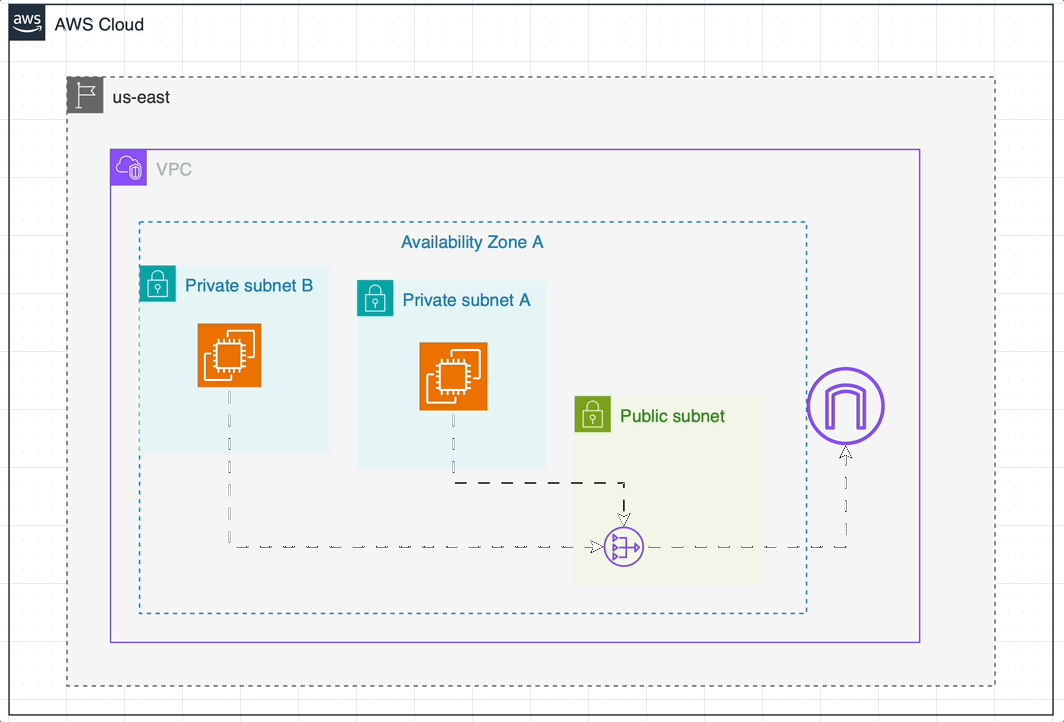 aws
AWS Cloud
us-east
VPC
Availability Zone A
Private subnet B
Private subnet A
Public subnet